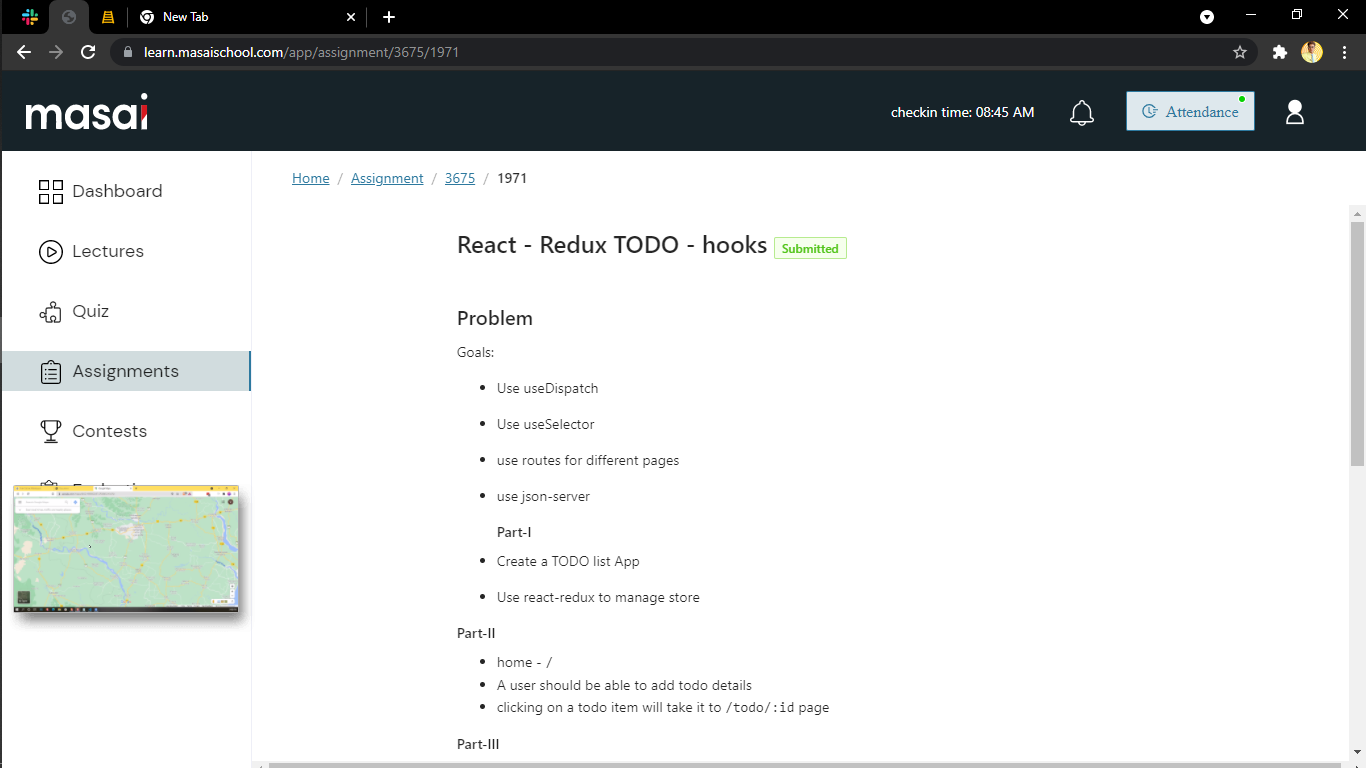 New Tab
learn.masaischool.com/app/assignment/3675/1971
masai
checkin time: 08:45 AM
Attendance
Dashboard
Lectures
Quiz
Assignments
Contests
Home / Assignment / 3675 / 1971
React - Redux TODO - hooks Submitted
Problem
Goals:
• Use useDispatch
• Use useSelector
• use routes for different pages
• use json-server
Part-I
• Create a TODO list App
• Use react-redux to manage store
Part-II
• home - /
• A user should be able to add todo details
• clicking on a todo item will take it to /todo/:id page
Part-III